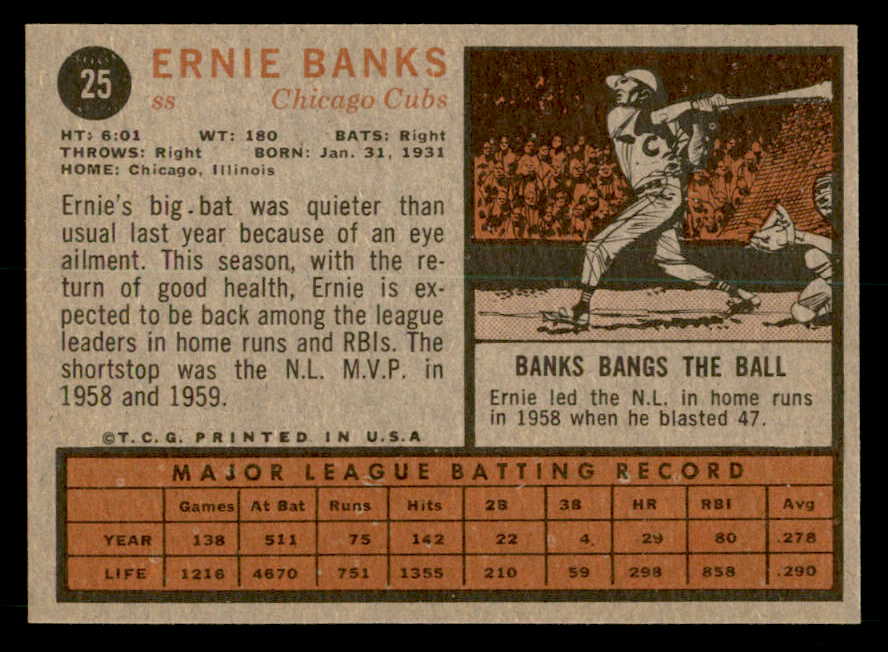 25
ERNIE BANKS
ss Chicago Cubs
HT: 6:01 WT: 180 BATS: Right
THROWS: Right BORN: Jan. 31, 1931
HOME: Chicago, Illinois
Ernie's big bat was quieter than
usual last year because of an eye
ailment. This season, with the re-
turn of good health, Ernie is ex-
pected to be back among the league
leaders in home runs and RBIs. The
shortstop was the N.L. M.V.P. in
1958 and 1959.
©T.C.G. PRINTED IN U.S.A
C
BANKS BANGS THE BALL
Ernie led the N.L. in home runs
in 1958 when he blasted 47.
MAJOR LEAGUE BATTING RECORD
Games At Bat Runs Hits 2B 3B HR RBI Avg
YEAR 138 511 75 142 22 4 29 80 .278
LIFE 1216 4670 751 1355 210 59 298 858 .290